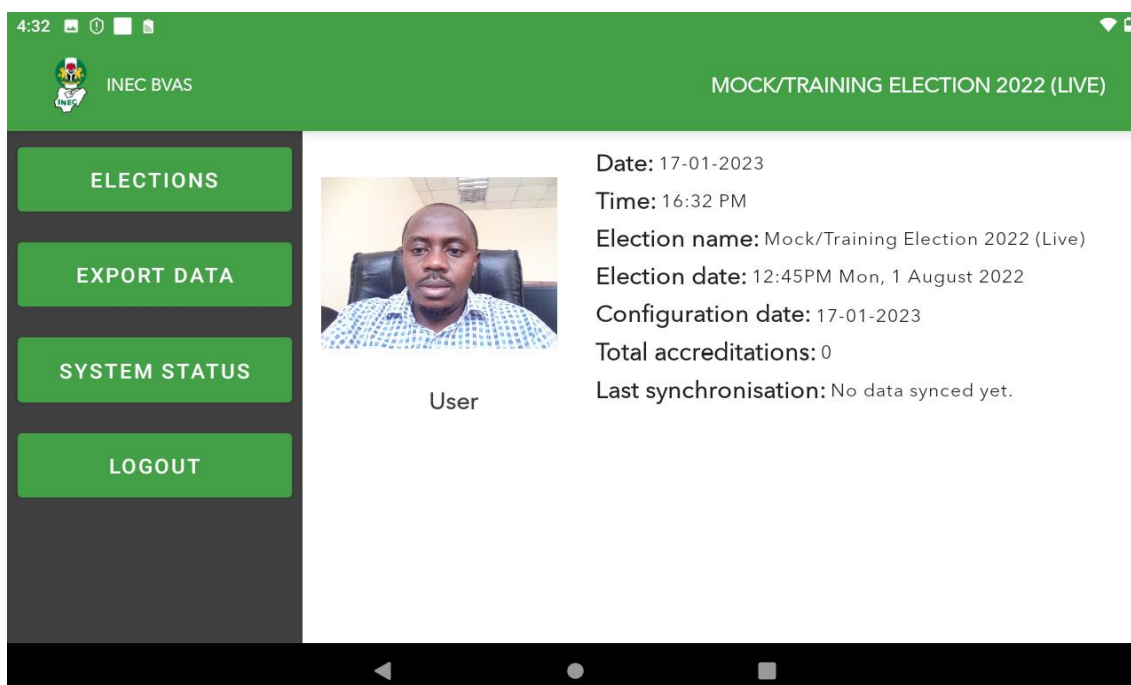 4:32
INEC
INEC BVAS
MOCK/TRAINING ELECTION 2022 (LIVE)
ELECTIONS
EXPORT DATA
SYSTEM STATUS
LOGOUT
User
Date: 17-01-2023
Time: 16:32 PM
Election name: Mock/Training Election 2022 (Live)
Election date: 12:45PM Mon, 1 August 2022
Configuration date: 17-01-2023
Total accreditations: 0
Last synchronisation: No data synced yet.